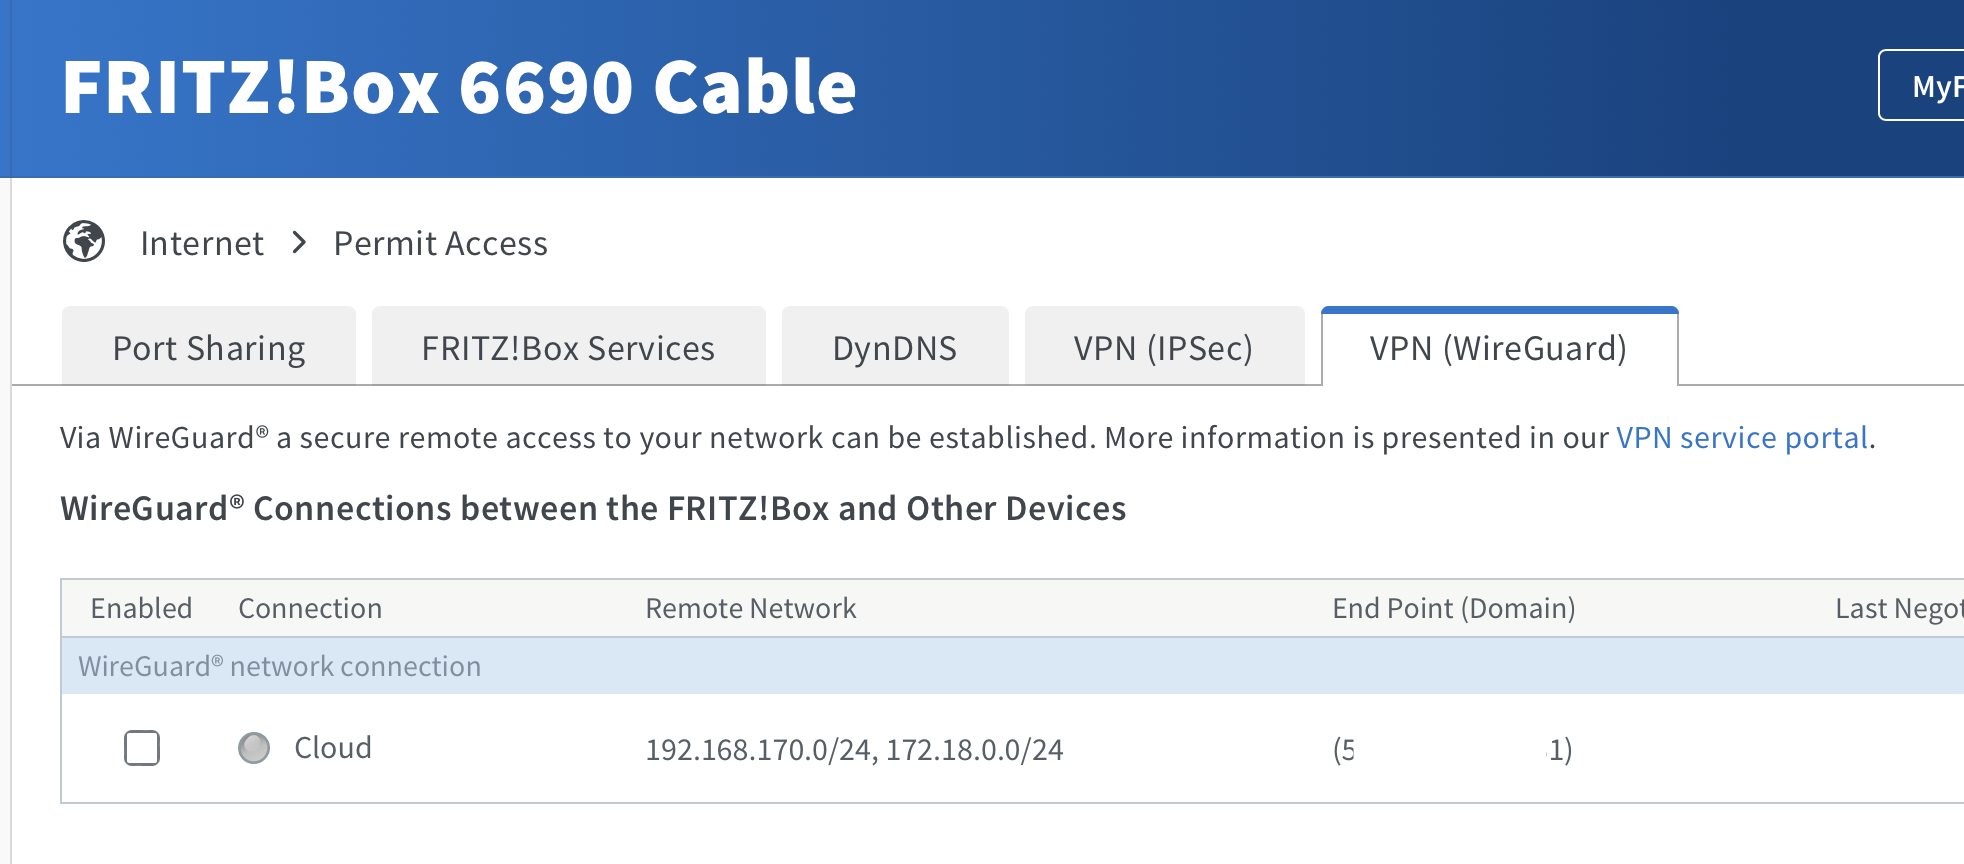 FRITZ!Box 6690 Cable
MyF
Internet > Permit Access
Port Sharing FRITZ!Box Services DynDNS VPN (IPSec) VPN (WireGuard)
Via WireGuard® a secure remote access to your network can be established. More information is presented in our VPN service portal.
WireGuard® Connections between the FRITZ!Box and Other Devices
Enabled Connection Remote Network End Point (Domain) Last Negot
WireGuard® network connection
Cloud 192.168.170.0/24, 172.18.0.0/24 (5 1)